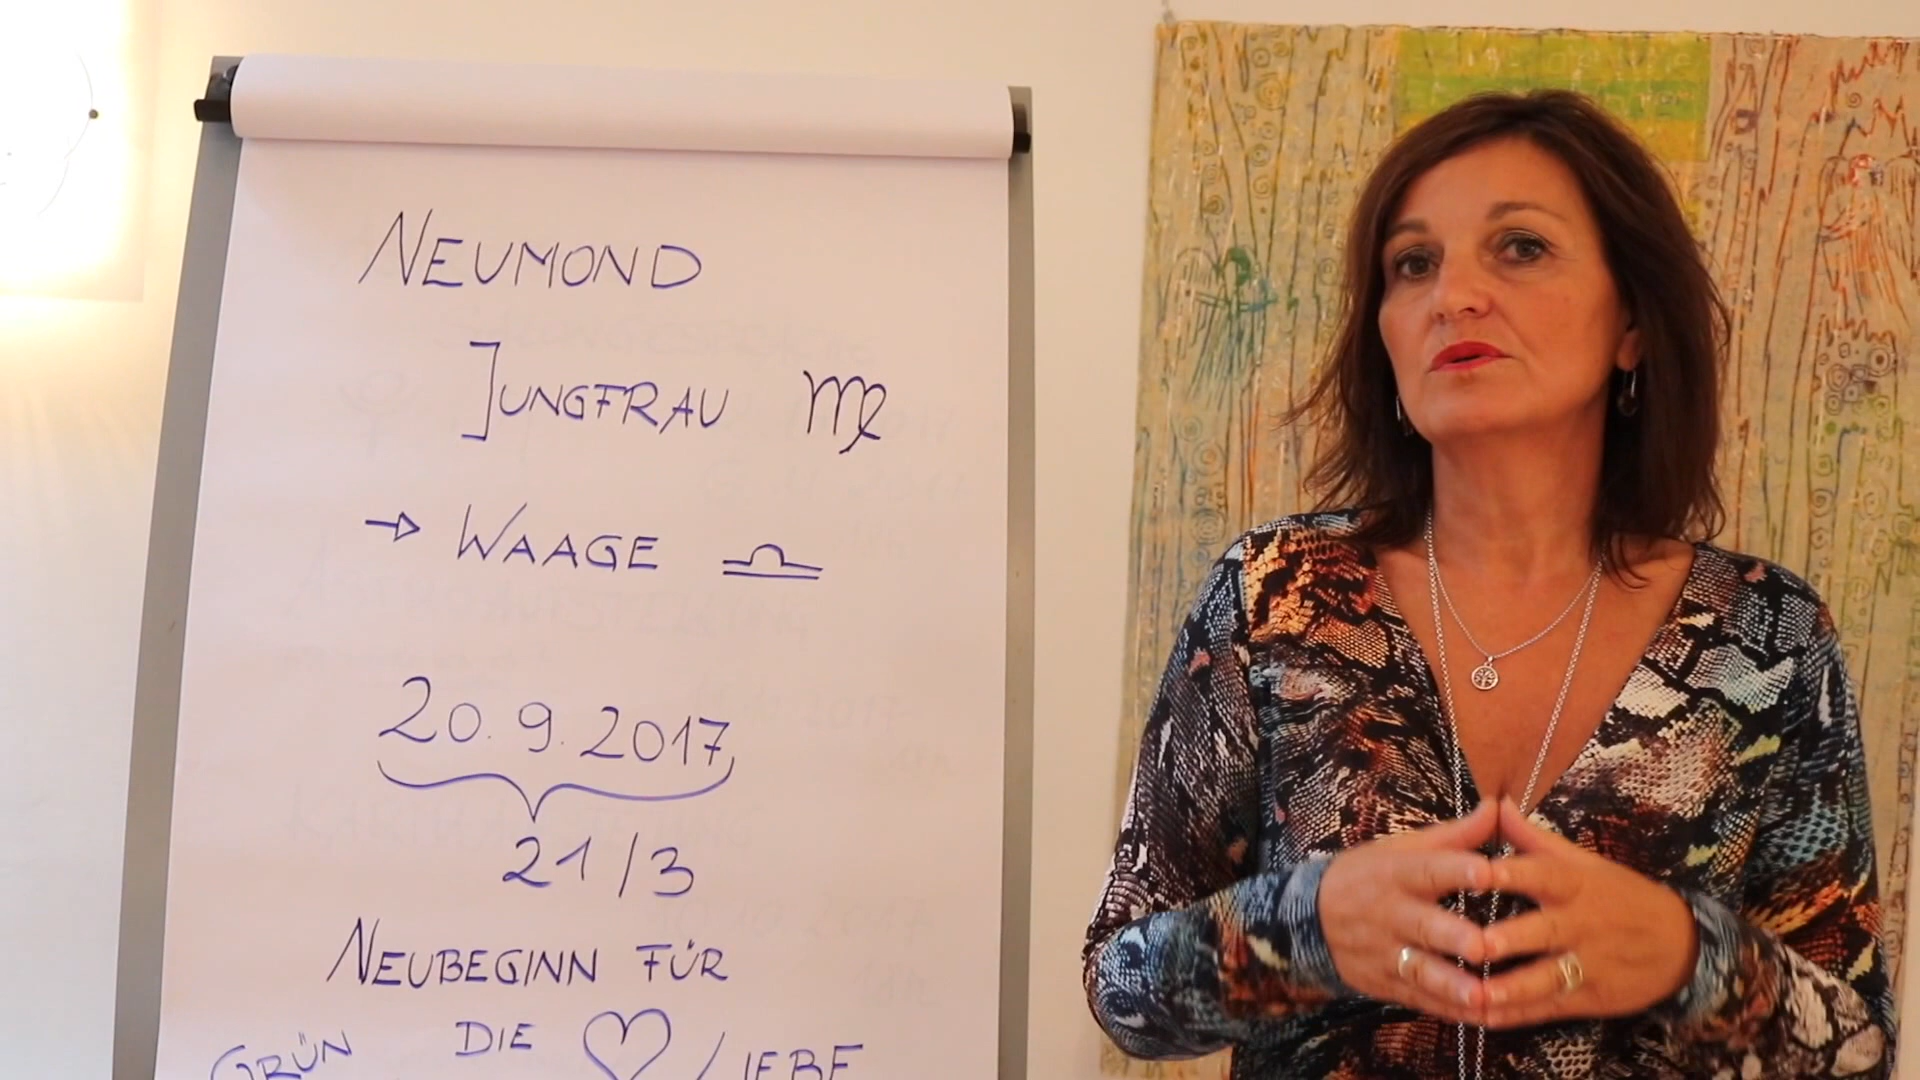 NEUMOND
JUNGFRAU ♍
→ WAAGE ♎
20.9.2017
21/3
NEUBEGINN FÜR
GRÜN DIE ♡ LIEBE